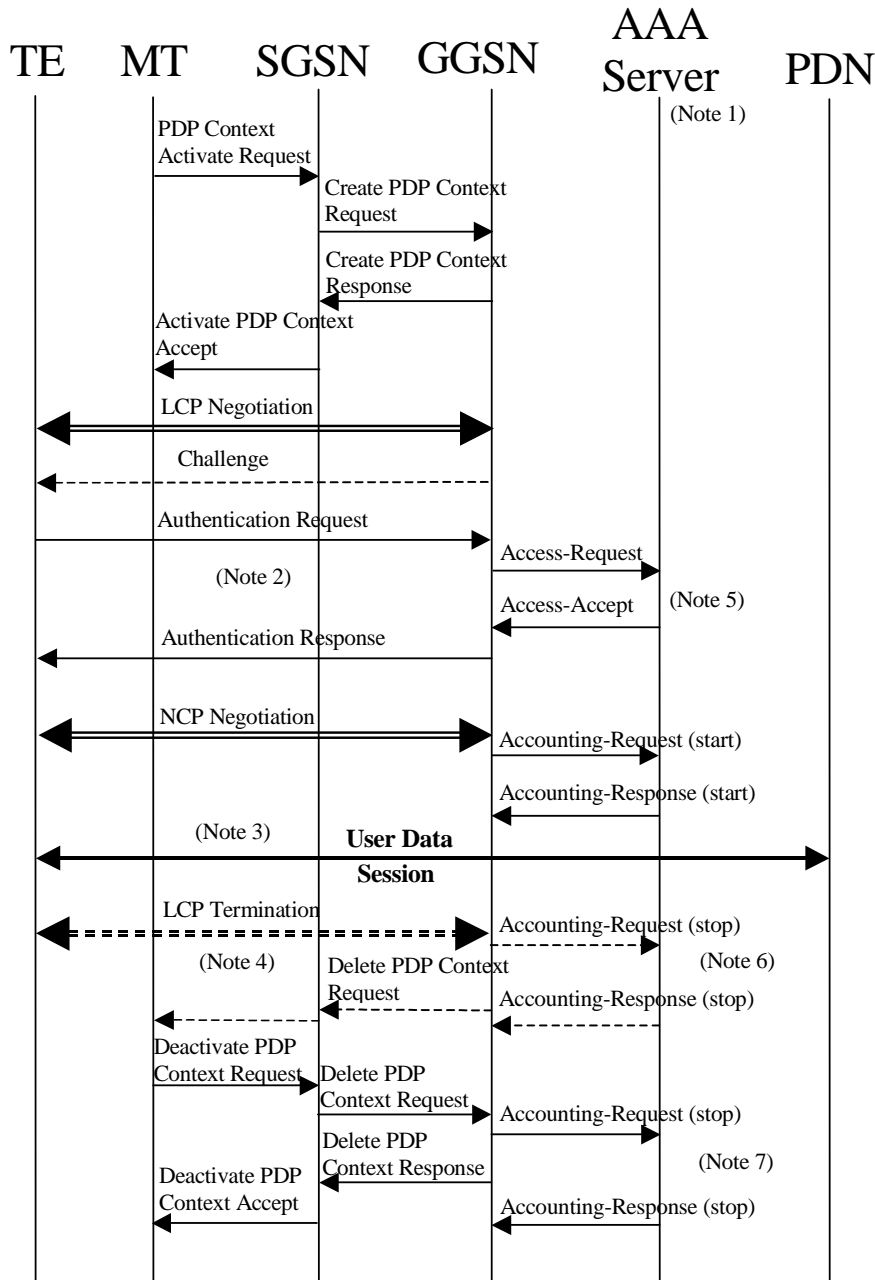 TE MT SGSN GGSN AAA Server PDN
(Note 1)
PDP Context
Activate Request
Create PDP Context
Request
Create PDP Context
Response
Activate PDP Context
Accept
LCP Negotiation
Challenge
Authentication Request
Access-Request
(Note 2)
(Note 5)
Access-Accept
Authentication Response
NCP Negotiation
Accounting-Request (start)
Accounting-Response (start)
(Note 3)
User Data
Session
LCP Termination
Accounting-Request (stop)
(Note 4)
(Note 6)
Delete PDP Context
Request
Accounting-Response (stop)
Deactivate PDP
Context Request
Delete PDP
Context Request
Accounting-Request (stop)
Delete PDP
Context Response
(Note 7)
Deactivate PDP
Context Accept
Accounting-Response (stop)